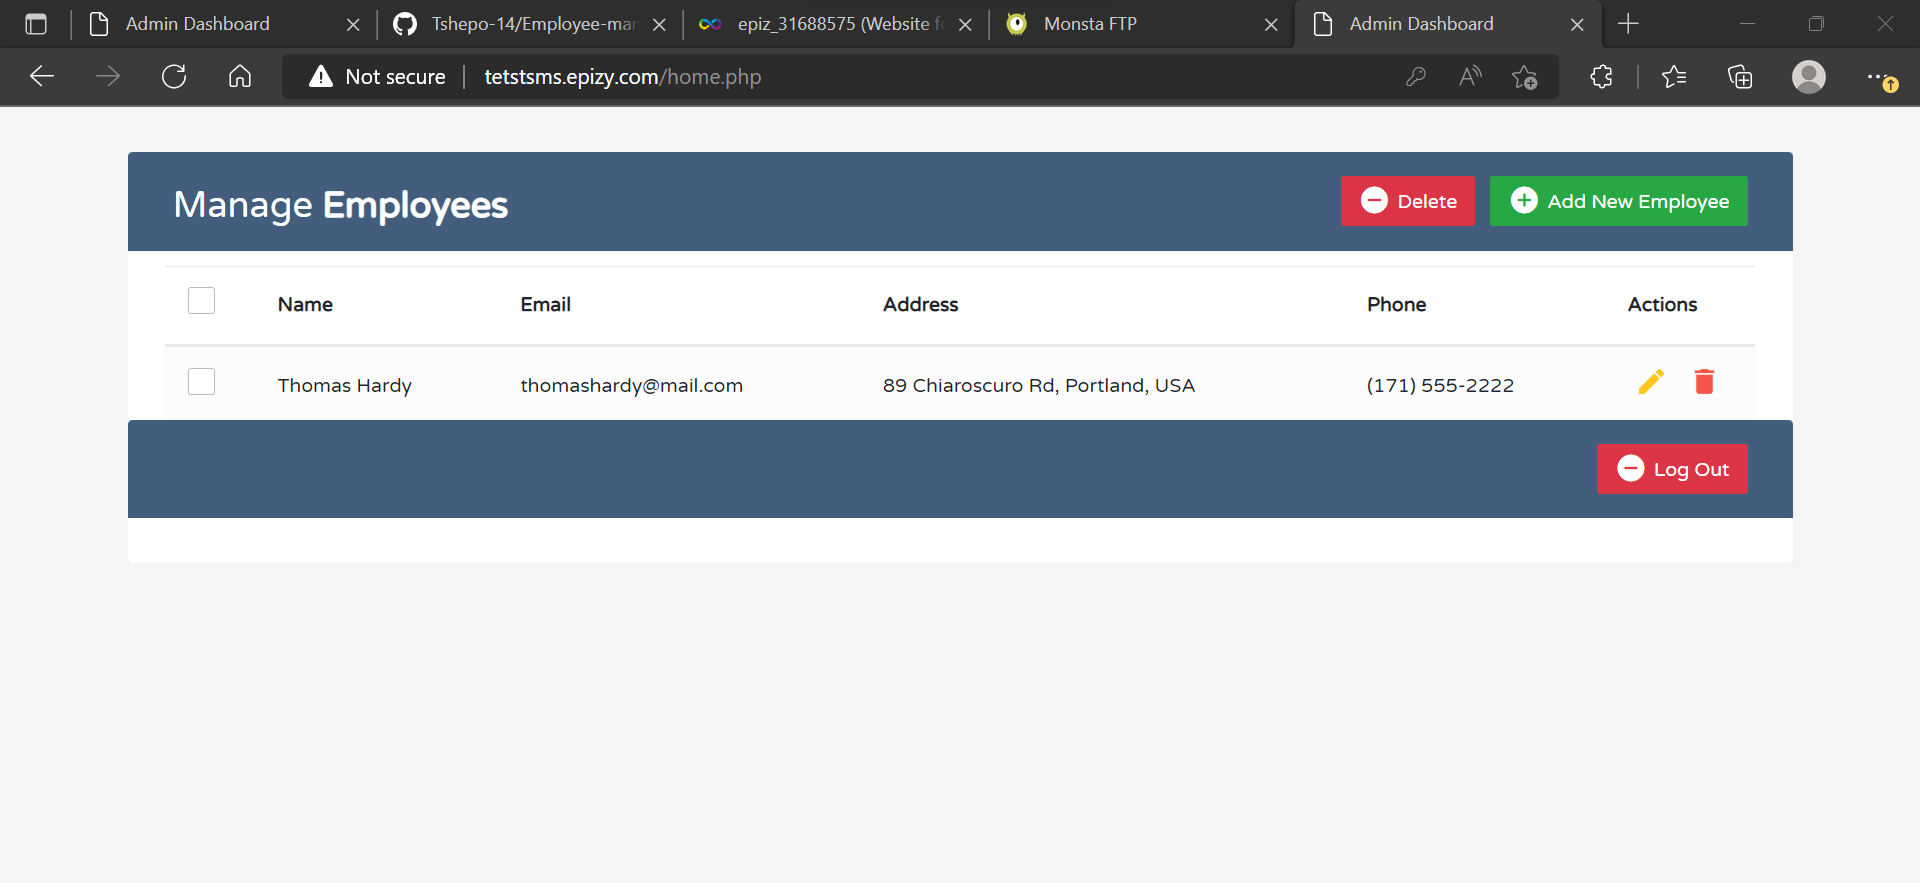 Admin Dashboard
Tshepo-14/Employee-mar
epiz_31688575 (Website f
Monsta FTP
Admin Dashboard
Not secure
tetstsms.epizy.com/home.php
Manage Employees
Delete
Add New Employee
Name Email Address Phone Actions
Thomas Hardy thomashardy@mail.com 89 Chiaroscuro Rd, Portland, USA (171) 555-2222
Log Out